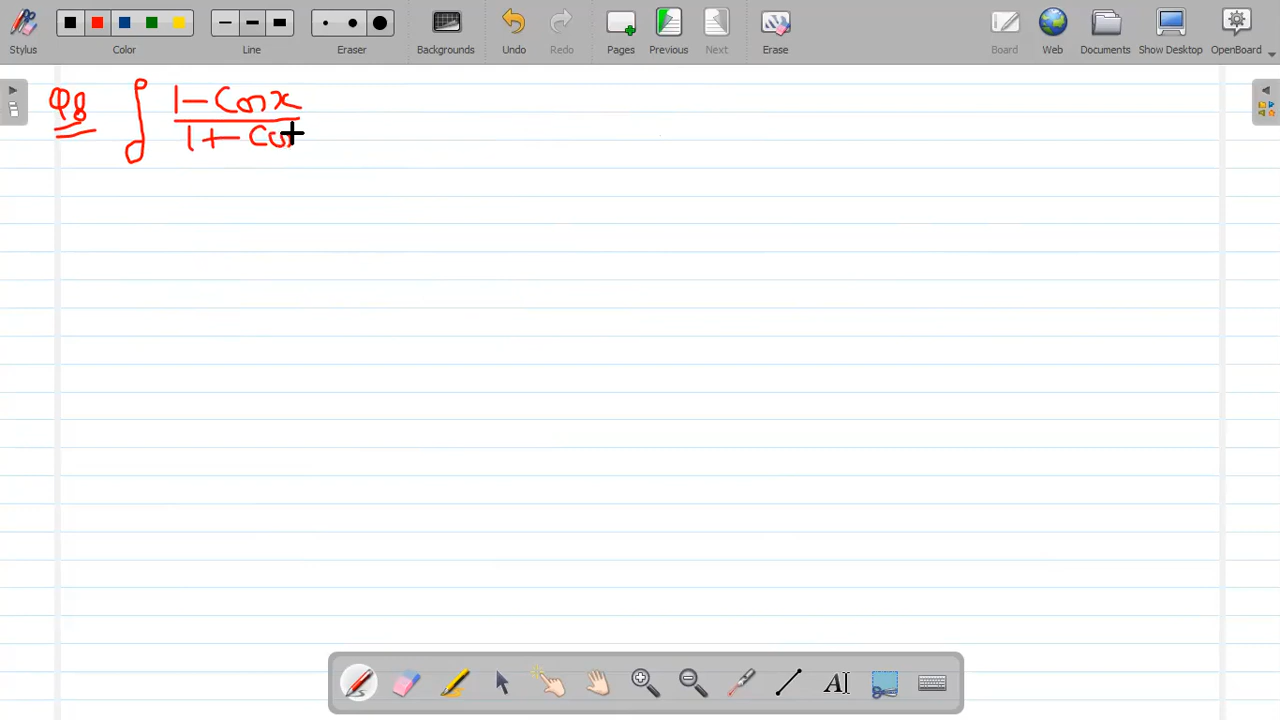 Stylus Color Line Eraser Backgrounds Undo Redo Pages Previous Next Erase Board Web Documents Show Desktop OpenBoard
Q8 ∫ 1 - Cos x
1 + Cos